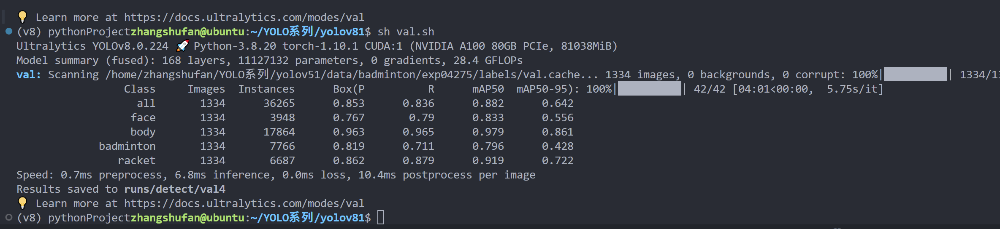 💡 Learn more at https://docs.ultralytics.com/modes/val
(v8) pythonProjectzhangshufan@ubuntu:~/YOLO系列/yolov81$ sh val.sh
Ultralytics YOLOv8.0.224 🚀 Python-3.8.20 torch-1.10.1 CUDA:1 (NVIDIA A100 80GB PCIe, 81038MiB)
Model summary (fused): 168 layers, 11127132 parameters, 0 gradients, 28.4 GFLOPs
val: Scanning /home/zhangshufan/YOLO系列/yolov51/data/badminton/exp04275/labels/val.cache... 1334 images, 0 backgrounds, 0 corrupt: 100%|██████████| 1334/13
Class Images Instances Box(P R mAP50 mAP50-95): 100%|██████████| 42/42 [04:01<00:00, 5.75s/it]
all 1334 36265 0.853 0.836 0.882 0.642
face 1334 3948 0.767 0.79 0.833 0.556
body 1334 17864 0.963 0.965 0.979 0.861
badminton 1334 7766 0.819 0.711 0.796 0.428
racket 1334 6687 0.862 0.879 0.919 0.722
Speed: 0.7ms preprocess, 6.8ms inference, 0.0ms loss, 10.4ms postprocess per image
Results saved to runs/detect/val4
💡 Learn more at https://docs.ultralytics.com/modes/val
(v8) pythonProjectzhangshufan@ubuntu:~/YOLO系列/yolov81$